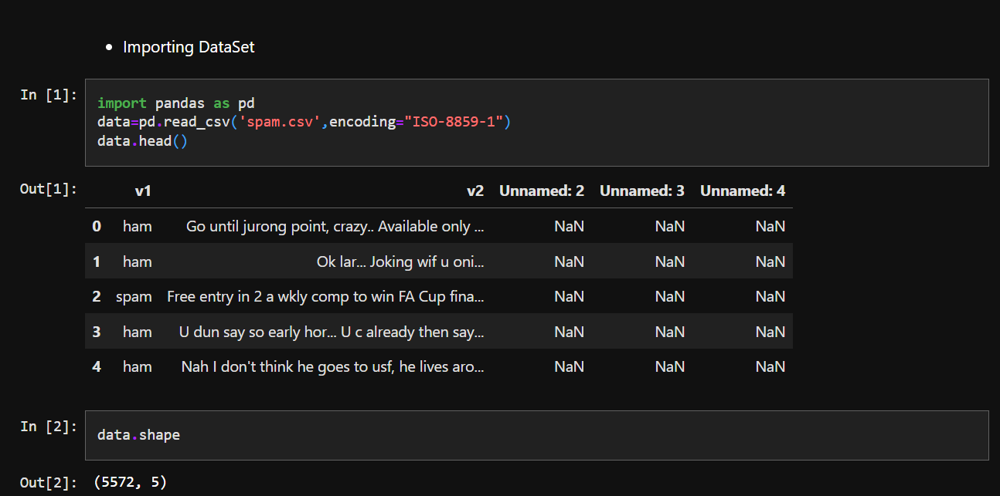 Importing DataSet
In [1]:
import pandas as pd
data=pd.read_csv('spam.csv',encoding="ISO-8859-1")
data.head()
Out[1]:
v1 v2 Unnamed: 2 Unnamed: 3 Unnamed: 4
0 ham Go until jurong point, crazy.. Available only ... NaN NaN NaN
1 ham Ok lar... Joking wif u oni... NaN NaN NaN
2 spam Free entry in 2 a wkly comp to win FA Cup fina... NaN NaN NaN
3 ham U dun say so early hor... U c already then say... NaN NaN NaN
4 ham Nah I don't think he goes to usf, he lives aro... NaN NaN NaN
In [2]:
data.shape
Out[2]:
(5572, 5)